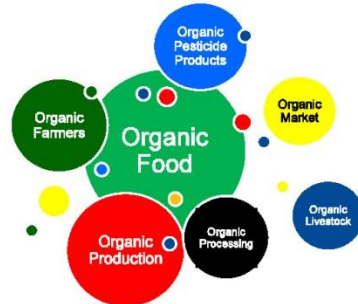 Organic
Pesticide
Products
Organic
Farmers
Organic
Market
Organic
Food
Organic
Livestock
Organic
Production
Organic
Processing